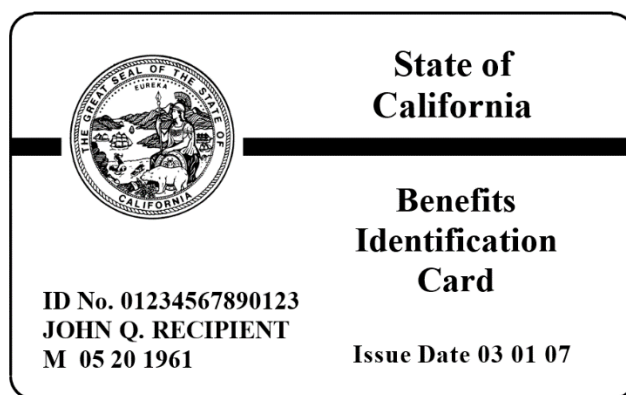 THE GREAT SEAL OF THE STATE OF CALIFORNIA
EUREKA
State of
California
Benefits
Identification
Card
ID No. 01234567890123
JOHN Q. RECIPIENT
M 05 20 1961
Issue Date 03 01 07